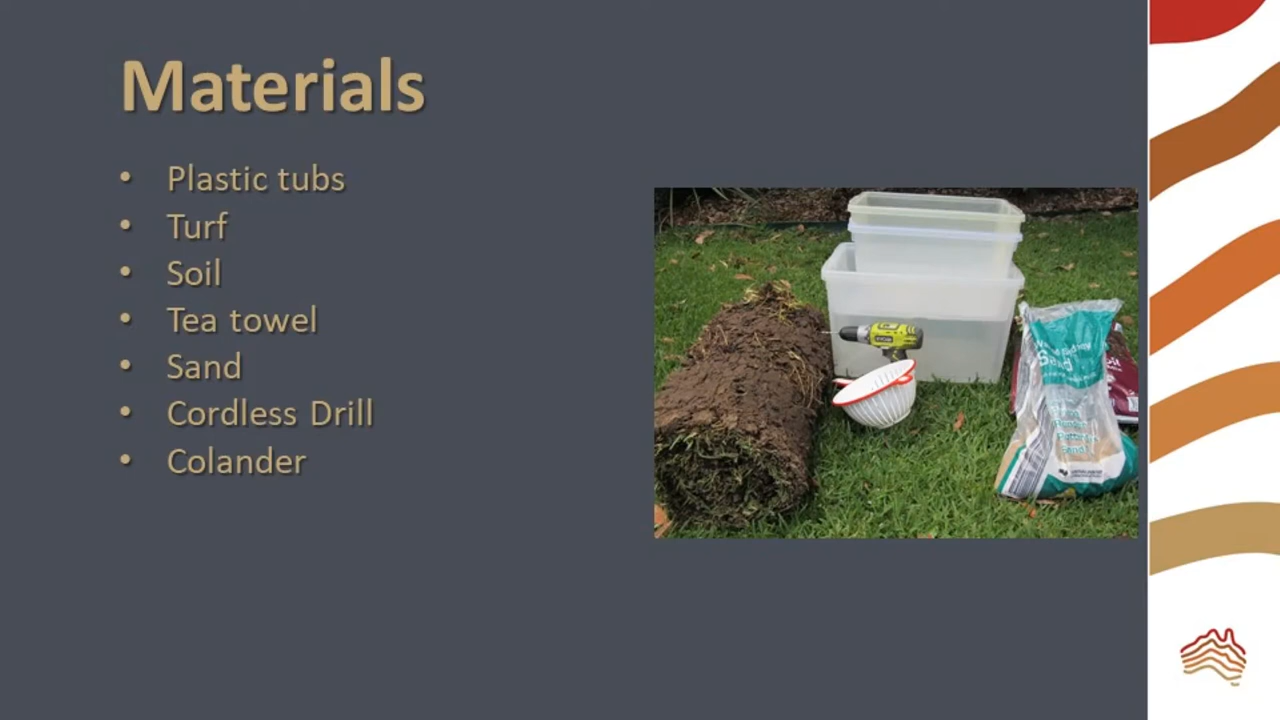 Materials
• Plastic tubs
• Turf
• Soil
• Tea towel
• Sand
• Cordless Drill
• Colander